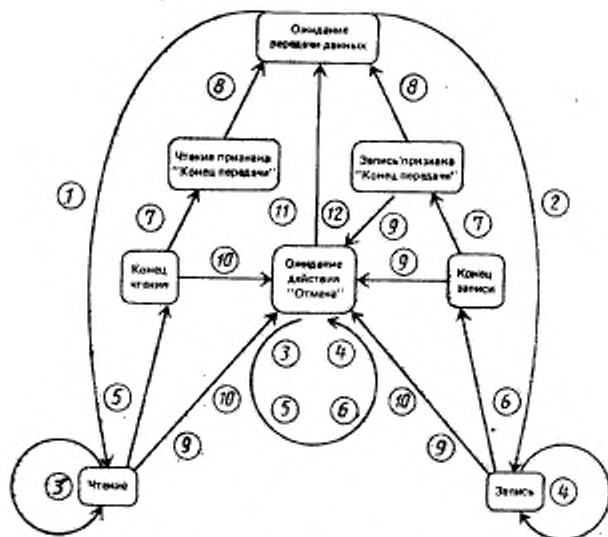 Ожидание
передачи данных
8
8
Чтение признака
"Конец передачи"
Запись признака
"Конец передачи"
1
2
7
11
12
9
7
Конец
чтения
10
Ожидание
действия
"Отмена"
9
Конец
записи
3
4
5
10
5
6
10
6
9
9
3
Чтение
Запись
4